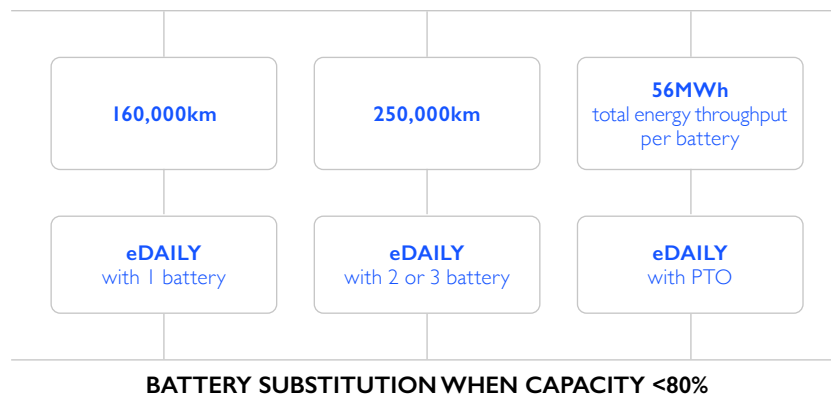 160,000km
250,000km
56MWh
total energy throughput
per battery
eDAILY
with 1 battery
eDAILY
with 2 or 3 battery
eDAILY
with PTO
BATTERY SUBSTITUTION WHEN CAPACITY <80%